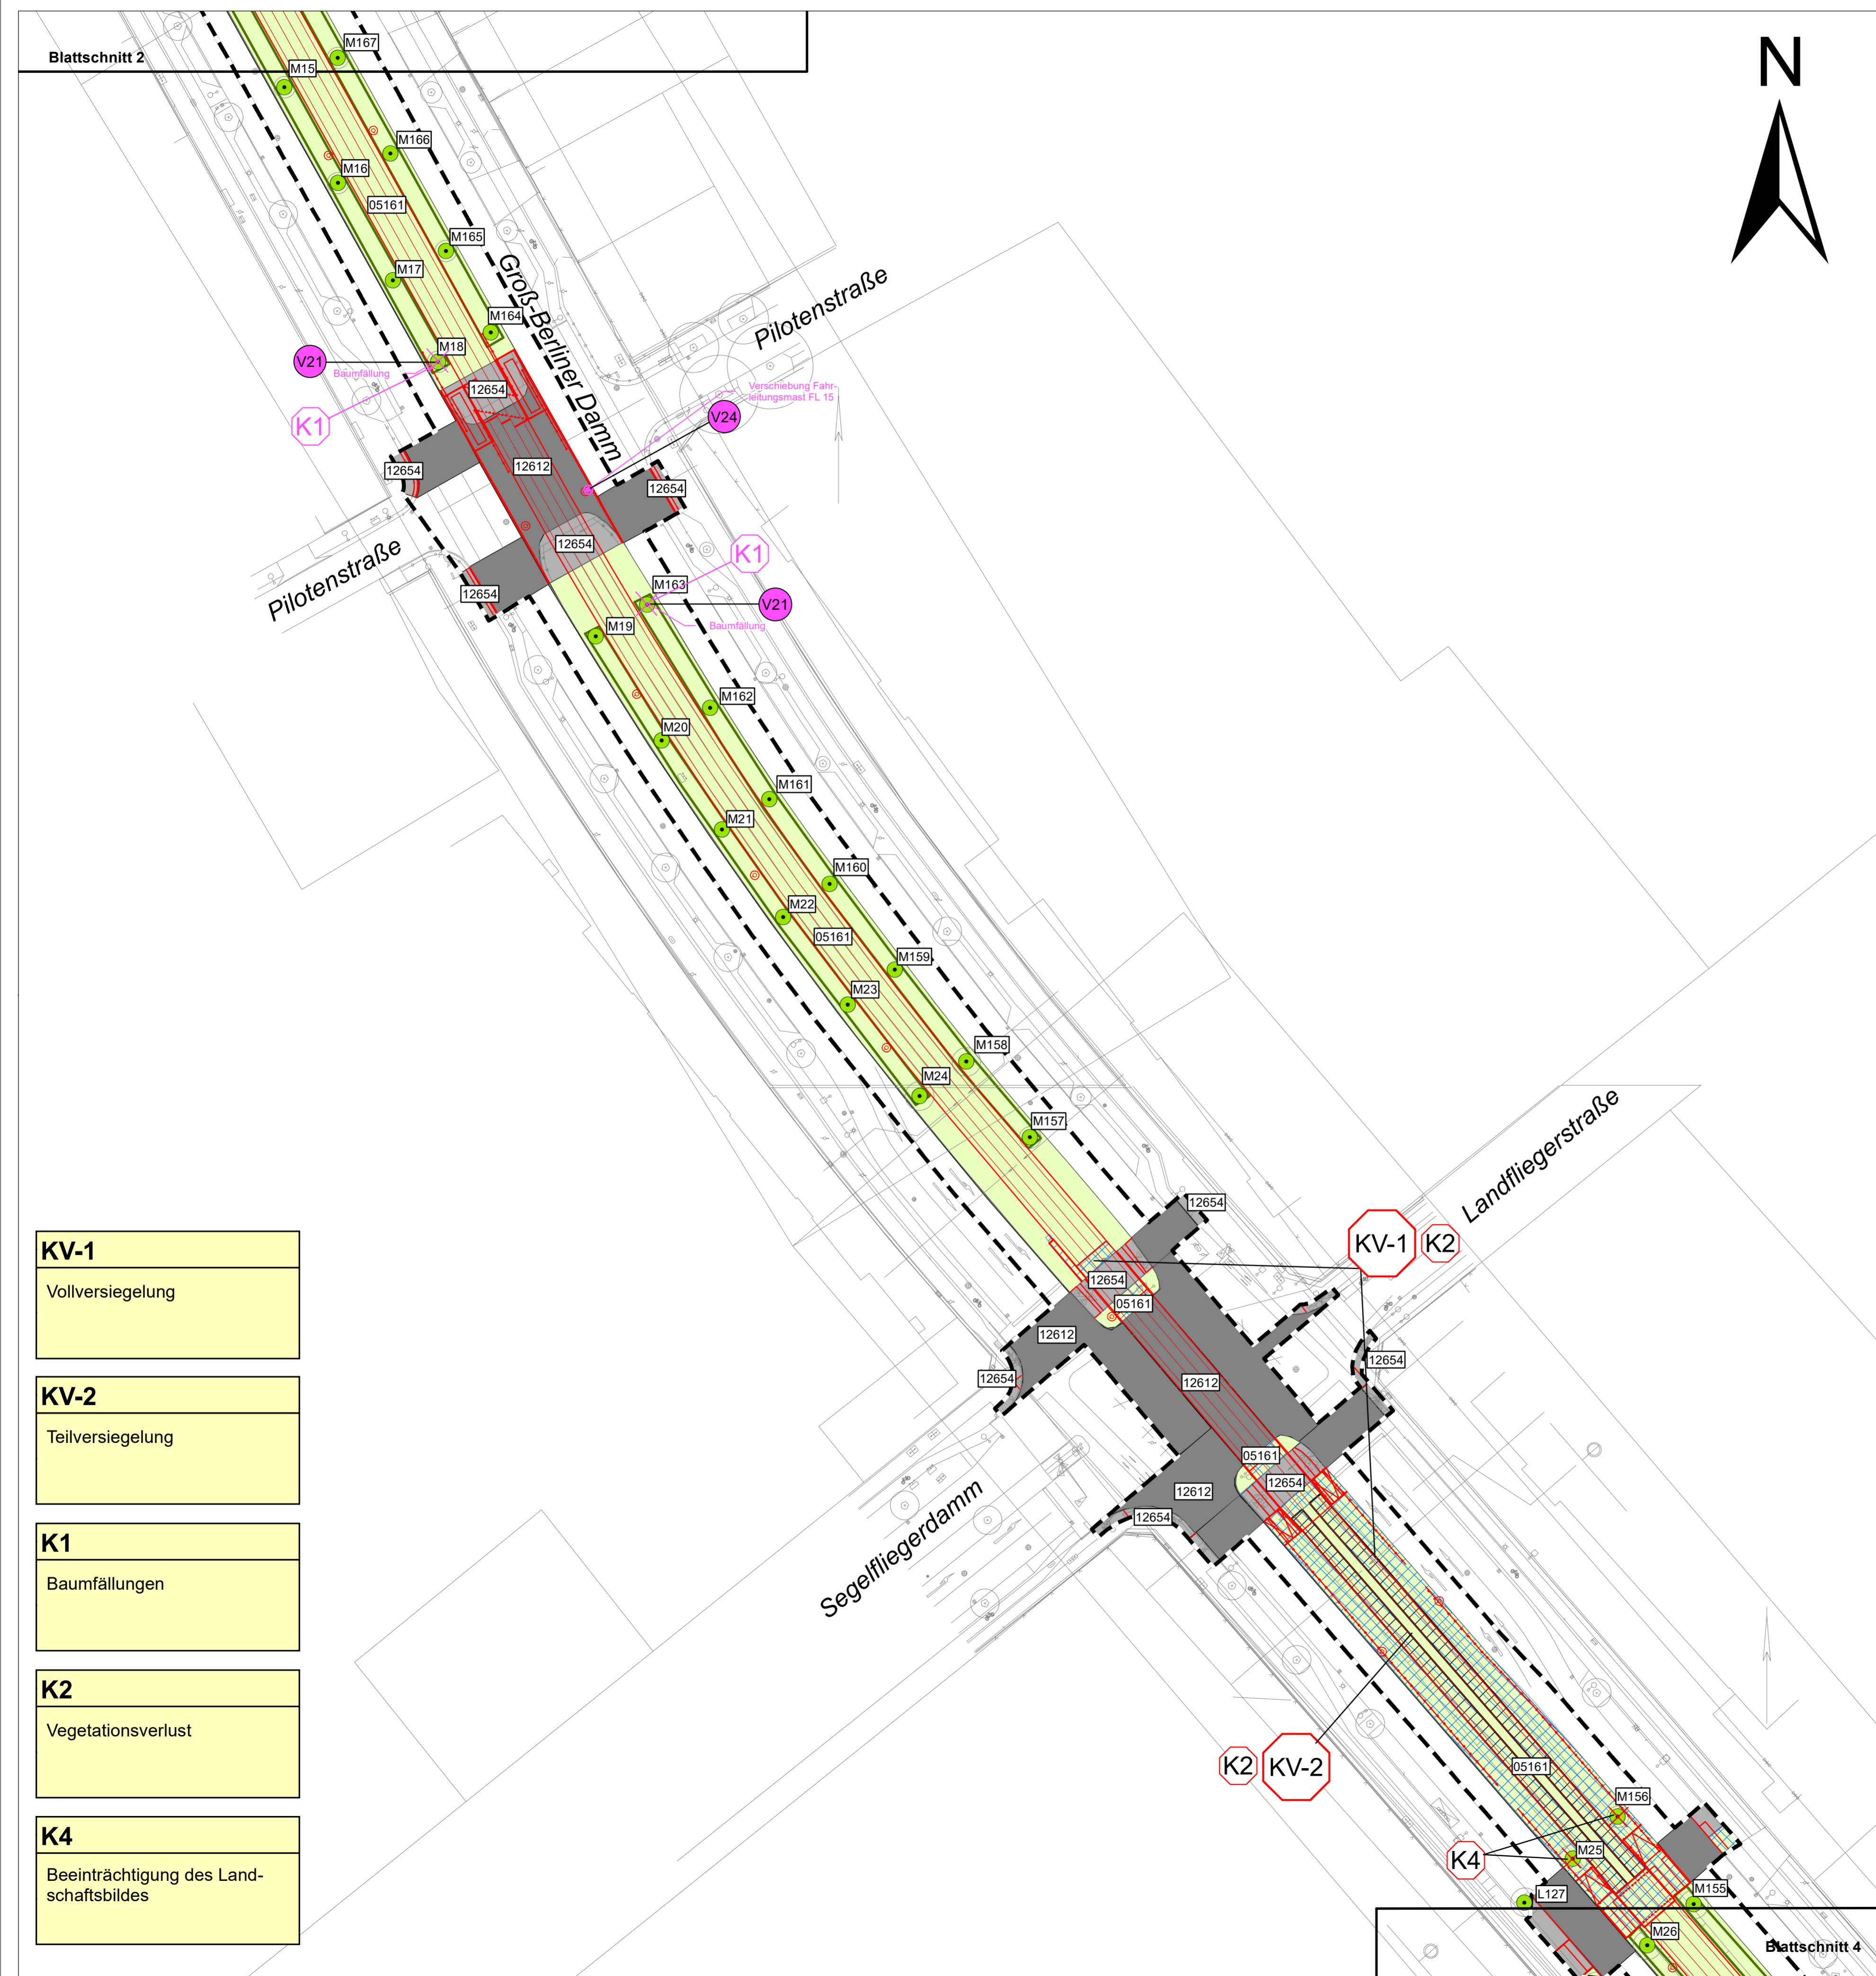 Blattschnitt 2
N
M167
M15
M166
M16
05161
M165
M17
Groß-Berliner Damm
M164
Pilotenstraße
M18
V21
Baumfällung
K1
12654
Verschiebung Fahr-
leitungsmast FL 15
V24
12654
12612
12654
12654
K1
Pilotenstraße
12654
M163
V21
Baumfällung
M19
M162
M20
M161
M21
M160
M22
05161
M159
M23
M158
M24
M157
Landfliegerstraße
12654
KV-1
K2
12654
05161
12612
12654
12654
12612
05161
12654
12612
12654
Segelfliegerdamm
KV-1
Vollversiegelung
KV-2
Teilversiegelung
K1
Baumfällungen
K2
Vegetationsverlust
K4
Beeinträchtigung des Land-
schaftsbildes
K2
KV-2
05161
M156
K4
M25
L127
M155
M26
Blattschnitt 4